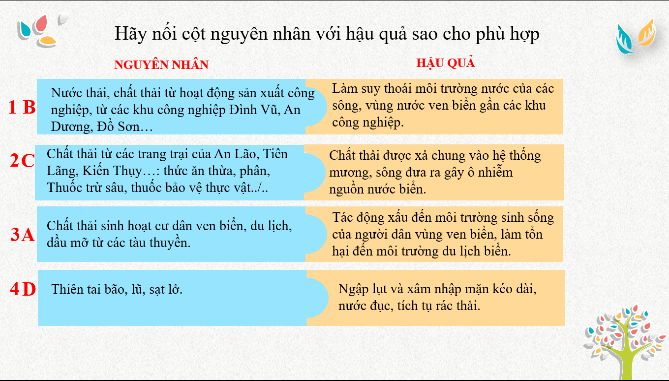 Hãy nối cột nguyên nhân với hậu quả sao cho phù hợp
NGUYÊN NHÂN
HẬU QUẢ
1 B
Nước thải, chất thải từ hoạt động sản xuất công
nghiệp, từ các khu công nghiệp Đình Vũ, An
Dương, Đồ Sơn…
Làm suy thoái môi trường nước của các
sông, vùng nước ven biển gần các khu
công nghiệp.
2C
Chất thải từ các trang trại của An Lão, Tiên
Lãng, Kiến Thụy…: thức ăn thừa, phân,
Thuốc trừ sâu, thuốc bảo vệ thực vật../..
Chất thải được xả chung vào hệ thống
mương, sông đưa ra gây ô nhiễm
nguồn nước biển.
3A
Chất thải sinh hoạt cư dân ven biển, du lịch,
dầu mỡ từ các tàu thuyền.
Tác động xấu đến môi trường sinh sống
của người dân vùng ven biển, làm tổn
hại đến môi trường du lịch biển.
4D
Thiên tai bão, lũ, sạt lở.
Ngập lụt và xâm nhập mặn kéo dài,
nước đục, tích tụ rác thải.